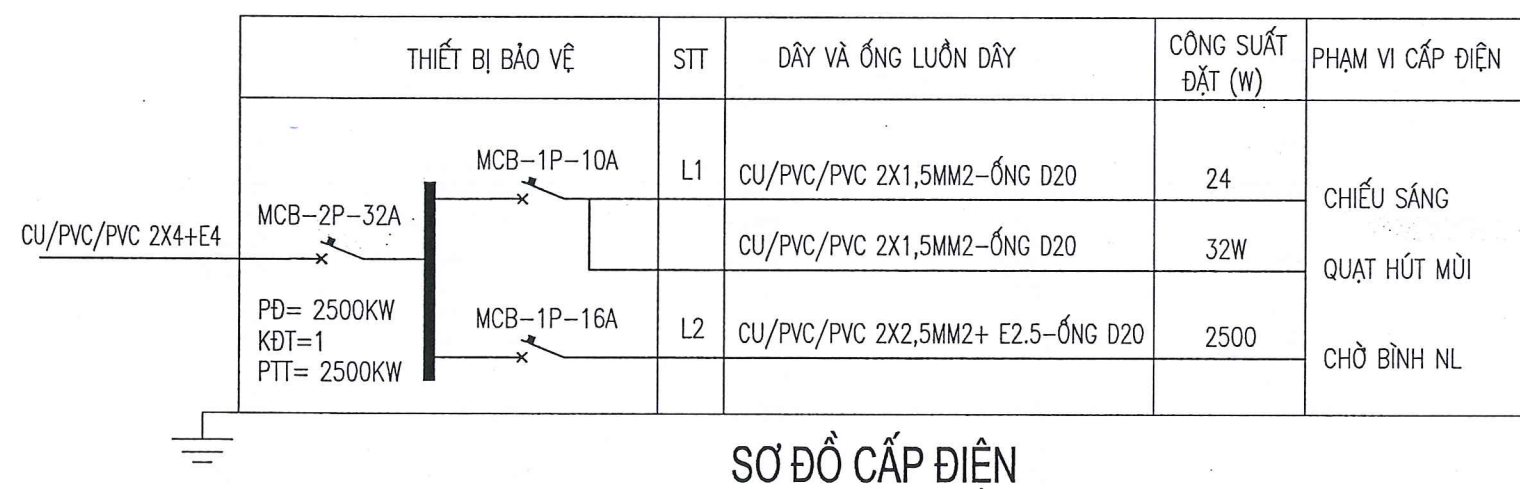 THIẾT BỊ BẢO VỆ
STT
DÂY VÀ ỐNG LUỒN DÂY
CÔNG SUẤT
ĐẶT (W)
PHẠM VI CẤP ĐIỆN
MCB-1P-10A
L1
CU/PVC/PVC 2X1,5MM2-ỐNG D20
24
CHIẾU SÁNG
CU/PVC/PVC 2X4+E4
MCB-2P-32A
CU/PVC/PVC 2X1,5MM2-ỐNG D20
32W
QUẠT HÚT MÙI
PĐ= 2500KW
KĐT=1
PTT= 2500KW
MCB-1P-16A
L2
CU/PVC/PVC 2X2,5MM2+ E2.5-ỐNG D20
2500
CHỜ BÌNH NL
SƠ ĐỒ CẤP ĐIỆN